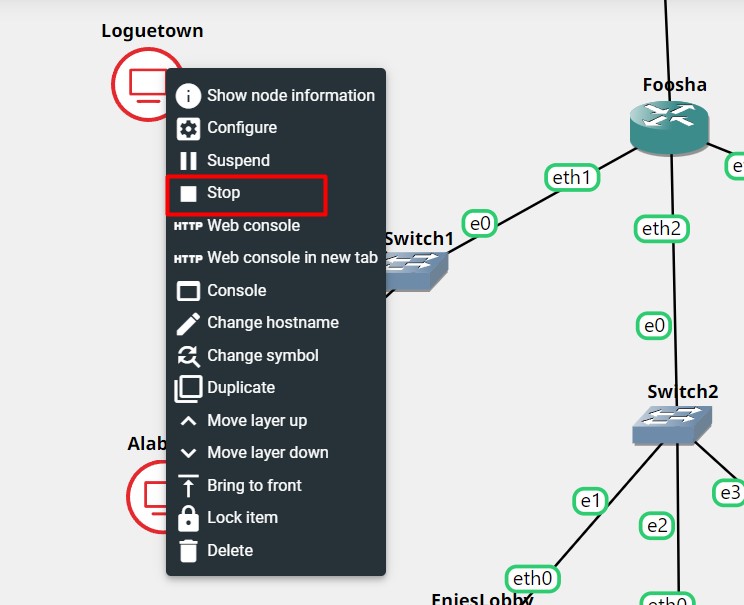 Loguetown
Foosha
Show node information
Configure
Suspend
Stop
HTTP Web console
HTTP Web console in new tab
Console
Change hostname
Change symbol
Duplicate
Move layer up
Move layer down
Bring to front
Lock item
Delete
eth1
e0
Switch1
eth2
e0
Switch2
Alab
e1
e2
e3
eth0
EniesLobby
eth0